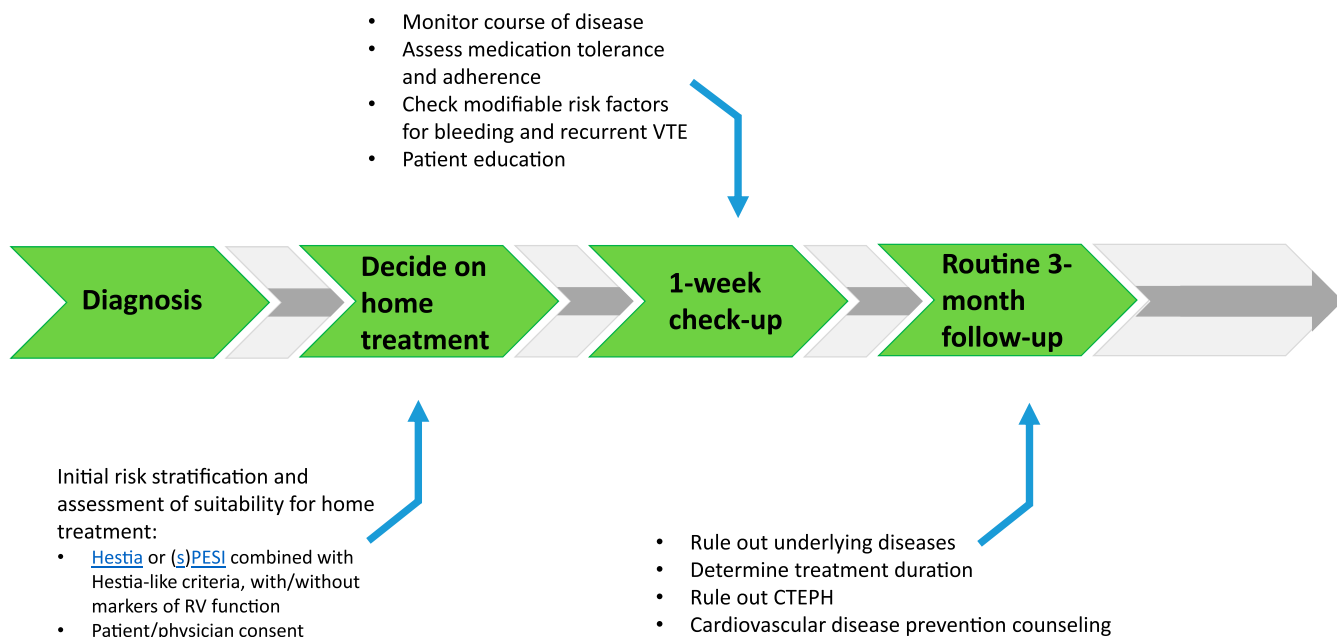 • Monitor course of disease
• Assess medication tolerance
and adherence
• Check modifiable risk factors
for bleeding and recurrent VTE
• Patient education
Diagnosis
Decide on
home
treatment
1-week
check-up
Routine 3-
month
follow-up
Initial risk stratification and
assessment of suitability for home
treatment:
• Hestia or (s)PESI combined with
Hestia-like criteria, with/without
markers of RV function
• Patient/physician consent
• Rule out underlying diseases
• Determine treatment duration
• Rule out CTEPH
• Cardiovascular disease prevention counseling